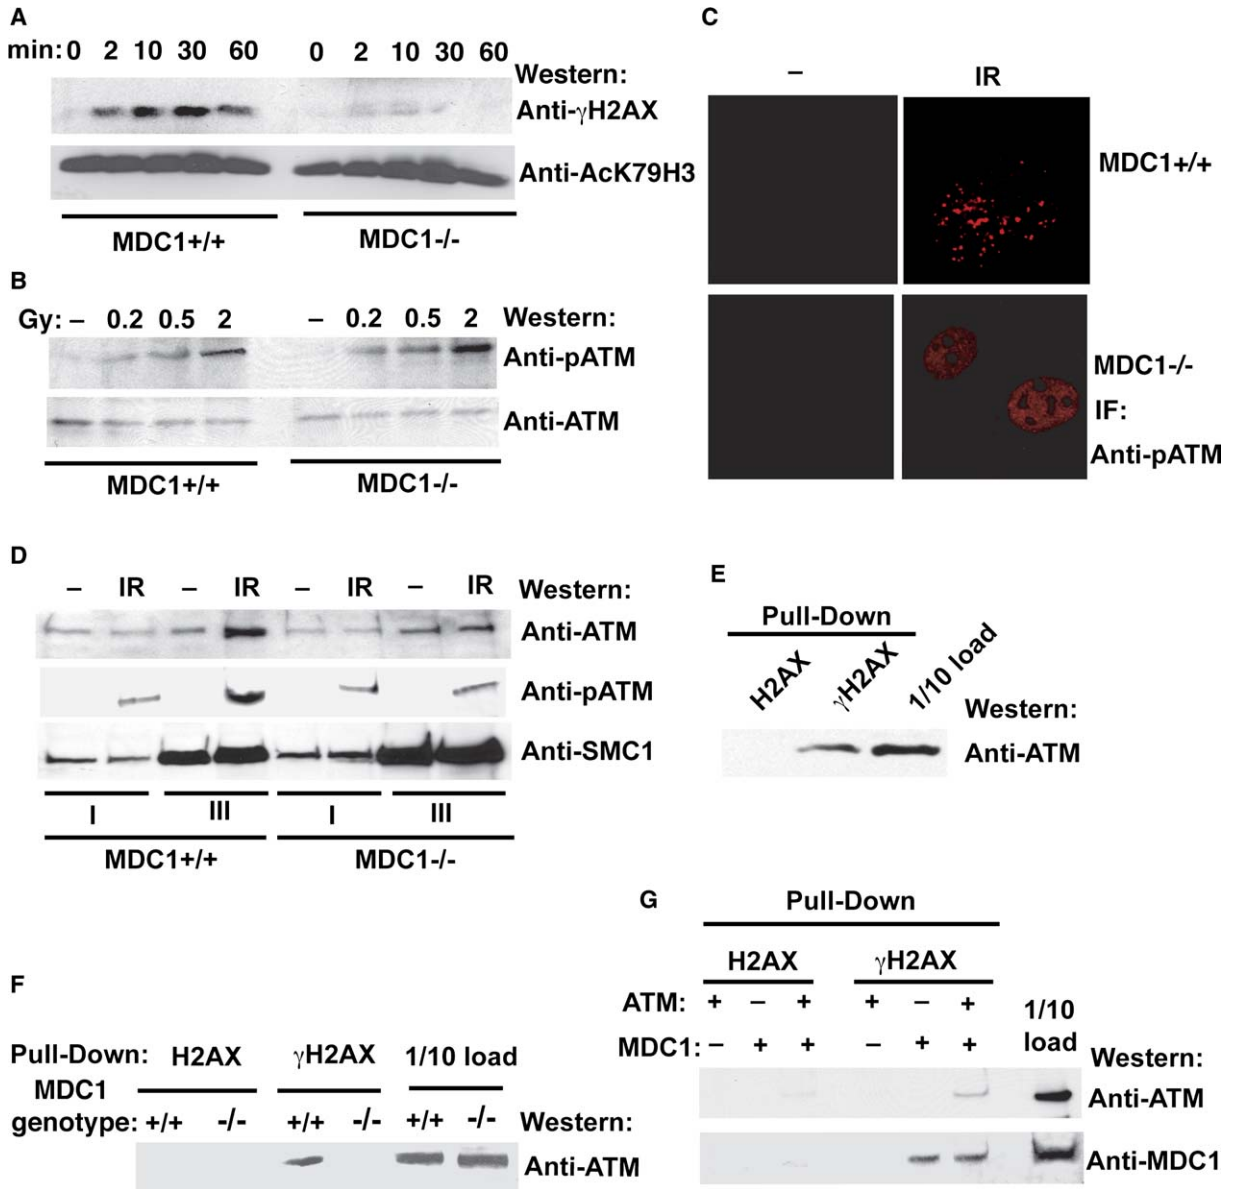 A
min: 0 2 10 30 60 0 2 10 30 60
Western:
Anti-γH2AX
Anti-AcK79H3
MDC1+/+ MDC1-/-
B
Gy: – 0.2 0.5 2 – 0.2 0.5 2 Western:
Anti-pATM
Anti-ATM
MDC1+/+ MDC1-/-
C
– IR
MDC1+/+
MDC1-/-
IF:
Anti-pATM
D
– IR – IR – IR – IR Western:
Anti-ATM
Anti-pATM
Anti-SMC1
I III I III
MDC1+/+ MDC1-/-
E
Pull-Down
H2AX γH2AX 1/10 load
Western:
Anti-ATM
F
Pull-Down: H2AX γH2AX 1/10 load
MDC1
genotype: +/+ -/- +/+ -/- +/+ -/- Western:
Anti-ATM
G
Pull-Down
H2AX γH2AX
ATM: + – + + – + 1/10
MDC1: – + + – + + load
Western:
Anti-ATM
Anti-MDC1